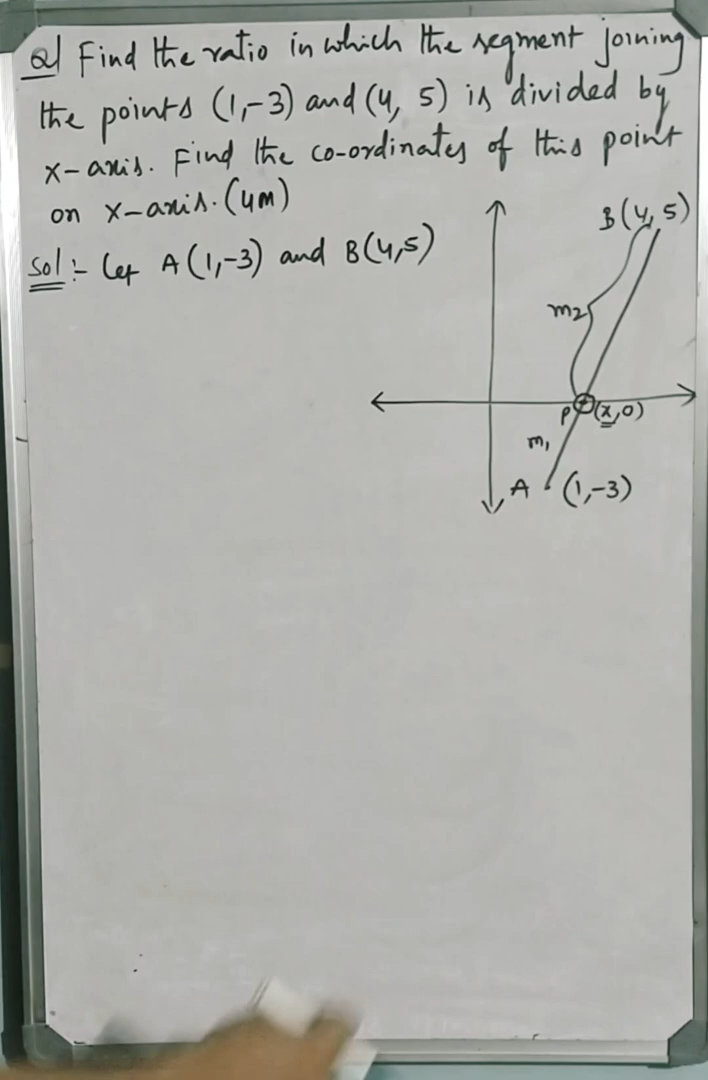 Q) Find the ratio in which the segment joining
the points (1,-3) and (4, 5) is divided by
x-axis. Find the co-ordinates of this point
on x-axis. (4M)
Sol :- Let A(1,-3) and B(4,5)
B(4,5)
m2
P (x,0)
m1
A (1,-3)